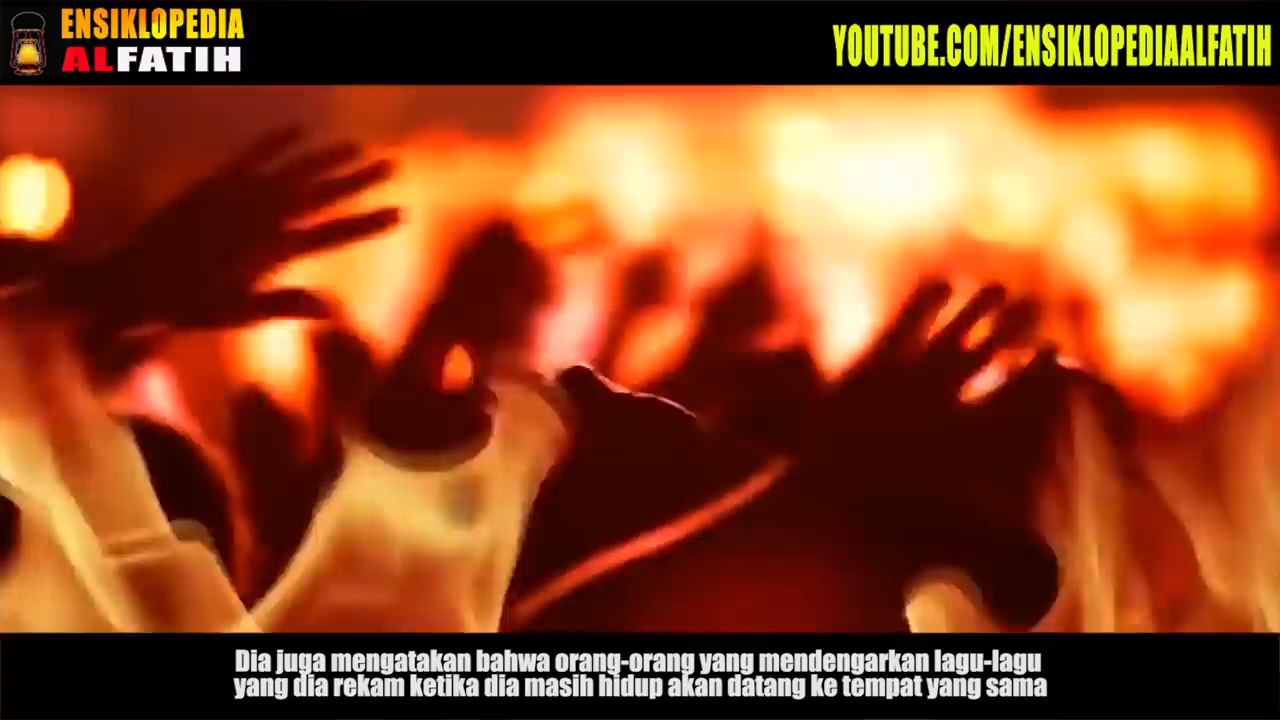 ENSIKLOPEDIA
ALFATIH
YOUTUBE.COM/ENSIKLOPEDIAALFATIH
Dia juga mengatakan bahwa orang-orang yang mendengarkan lagu-lagu
yang dia rekam ketika dia masih hidup akan datang ke tempat yang sama